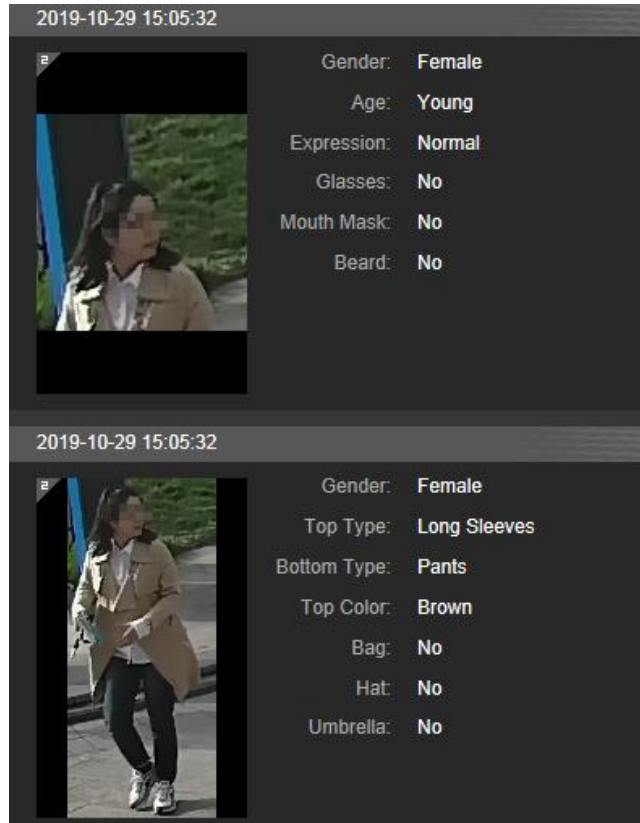 2019-10-29 15:05:32
2
Gender: Female
Age: Young
Expression: Normal
Glasses: No
Mouth Mask: No
Beard: No
2019-10-29 15:05:32
2
Gender: Female
Top Type: Long Sleeves
Bottom Type: Pants
Top Color: Brown
Bag: No
Hat: No
Umbrella: No